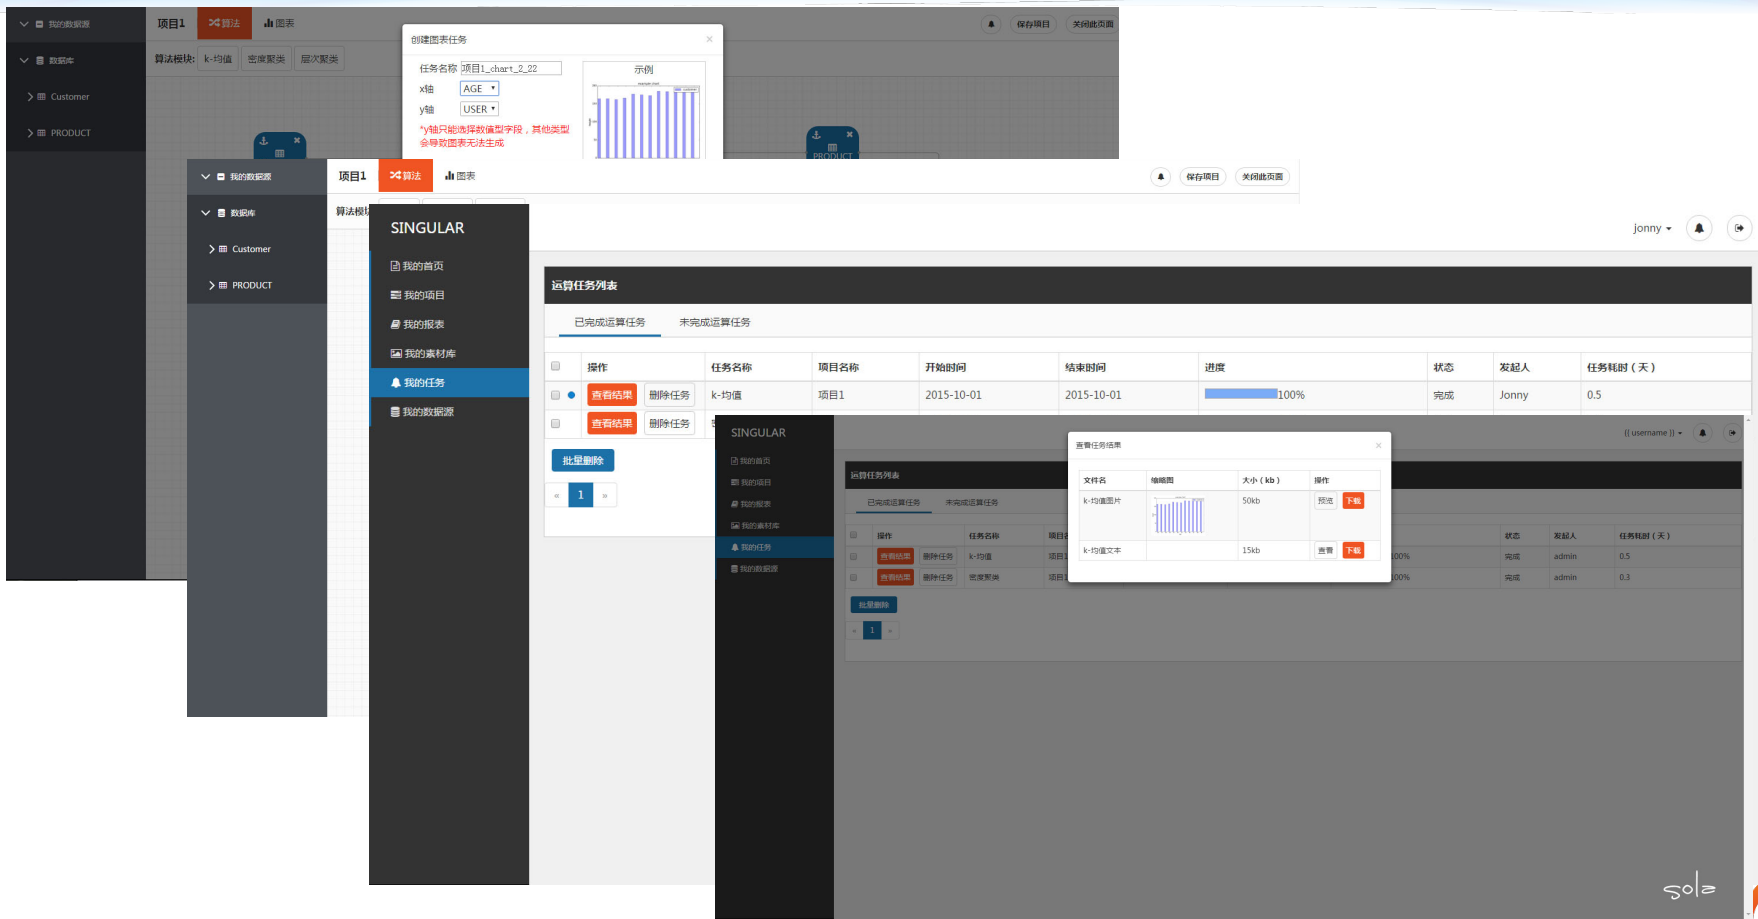 我的数据源
项目1 算法 图表
保存项目 关闭此页面
数据库
算法模块: k-均值 密度聚类 层次聚类
Customer
PRODUCT
创建图表任务
×
任务名称 项目1_chart_2_22
x轴 AGE
y轴 USER
*y轴只能选择数值型字段，其他类型
会导致图表无法生成
示例
PRODUCT
我的数据源
项目1 算法 图表
保存项目 关闭此页面
数据库
算法模块
Customer
PRODUCT
SINGULAR
jonny
我的首页
我的项目
我的报表
我的素材库
我的任务
我的数据源
运算任务列表
已完成运算任务 未完成运算任务
操作 任务名称 项目名称 开始时间 结束时间 进度 状态 发起人 任务耗时（天）
查看结果 删除任务 k-均值 项目1 2015-10-01 2015-10-01 100% 完成 Jonny 0.5
查看结果 删除任务
批量删除
« 1 »
SINGULAR
{{ username }}
我的首页
我的项目
我的报表
我的素材库
我的任务
我的数据源
运算任务列表
已完成运算任务 未完成运算任务
操作 任务名称 项目 状态 发起人 任务耗时（天）
查看结果 删除任务 k-均值 项目1 100% 完成 admin 0.5
查看结果 删除任务 密度聚类 项目1 100% 完成 admin 0.3
批量删除
« 1 »
查看任务结果
×
文件名 缩略图 大小（kb） 操作
k-均值图片 50kb 预览 下载
k-均值文本 15kb 查看 下载
sola